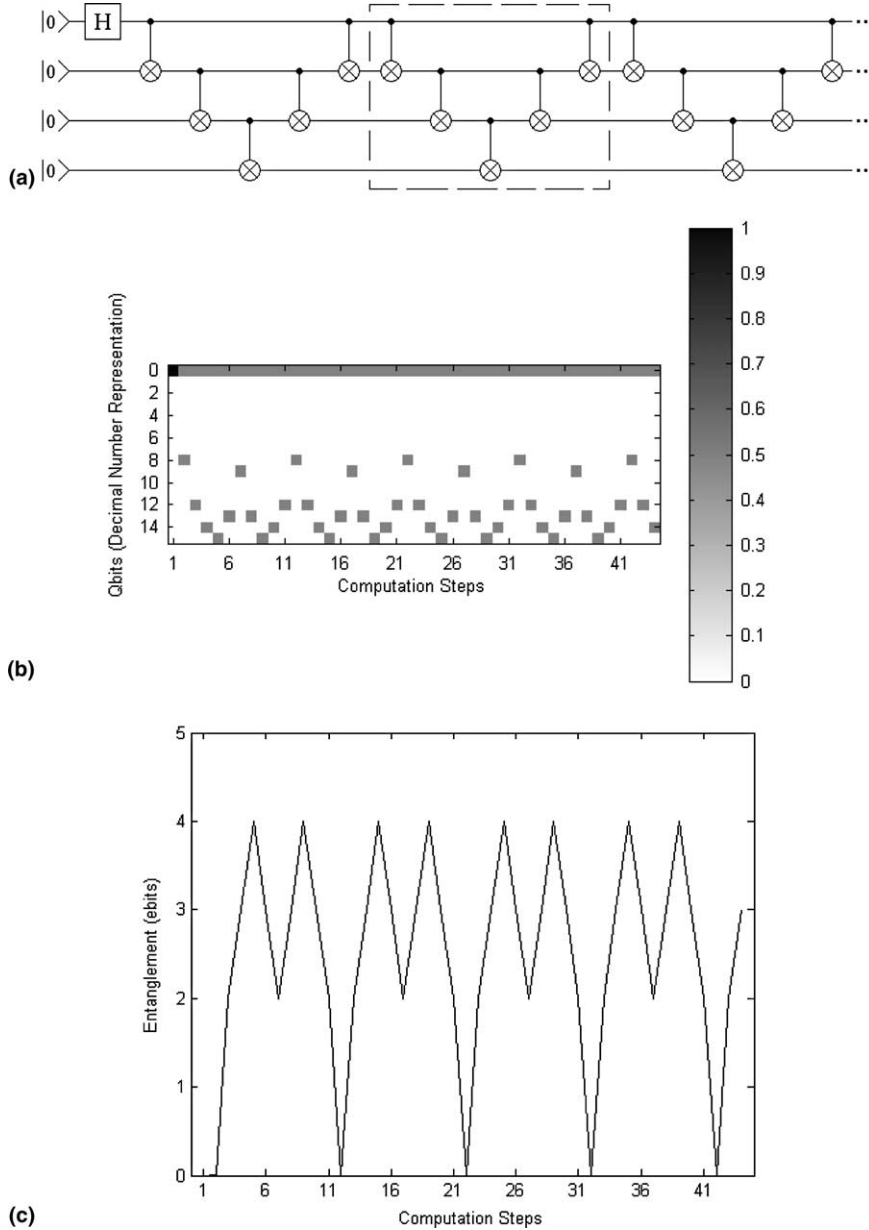 |0⟩ H ..
|0⟩ ..
|0⟩
|0⟩ ..
(a)
1
0.9
0.8
0.7
0.6
0.5
0.4
0.3
0.2
0.1
0
Qbits (Decimal Number Representation)
0
2
4
6
8
10
12
14
1 6 11 16 21 26 31 36 41
Computation Steps
(b)
Entanglement (ebits)
5
4
3
2
1
0
1 6 11 16 21 26 31 36 41
Computation Steps
(c)